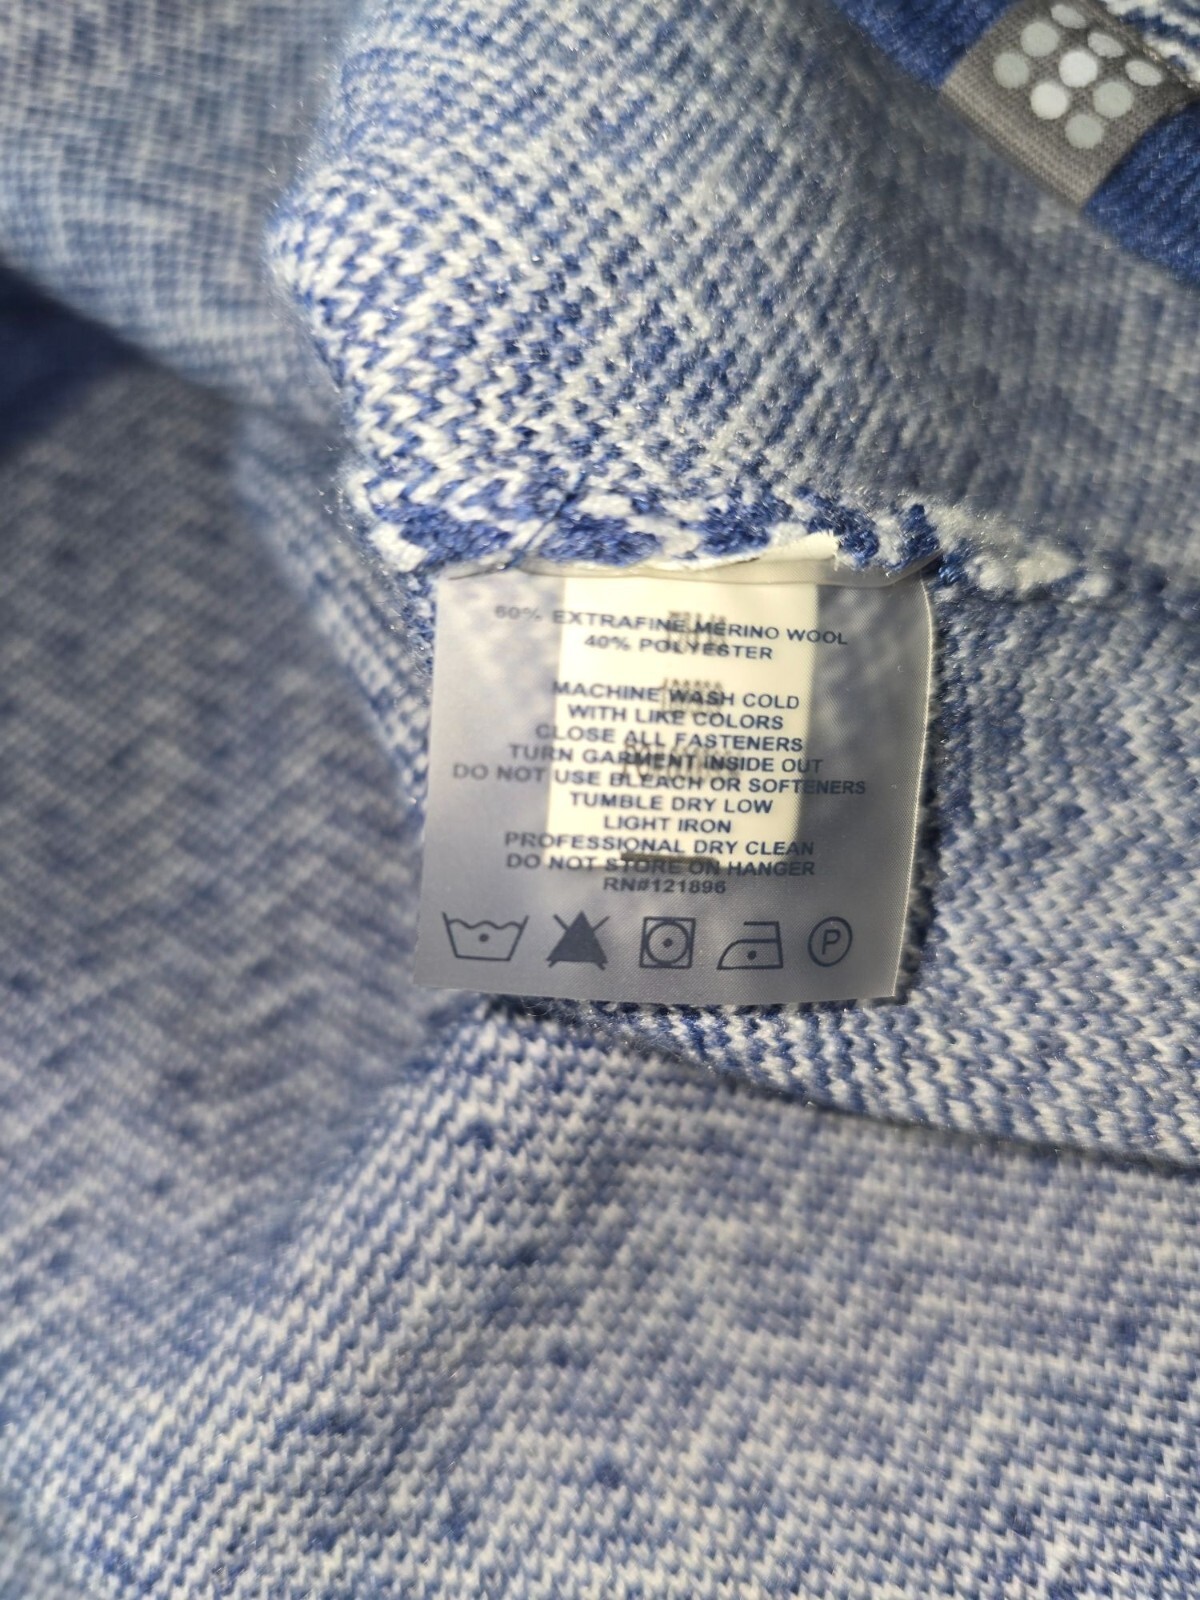 60% EXTRAFINE MERINO WOOL
40% POLYESTER
MACHINE WASH COLD
WITH LIKE COLORS
CLOSE ALL FASTENERS
TURN GARMENT INSIDE OUT
DO NOT USE BLEACH OR SOFTENERS
TUMBLE DRY LOW
LIGHT IRON
PROFESSIONAL DRY CLEAN
DO NOT STORE ON HANGER
RN#121896
P